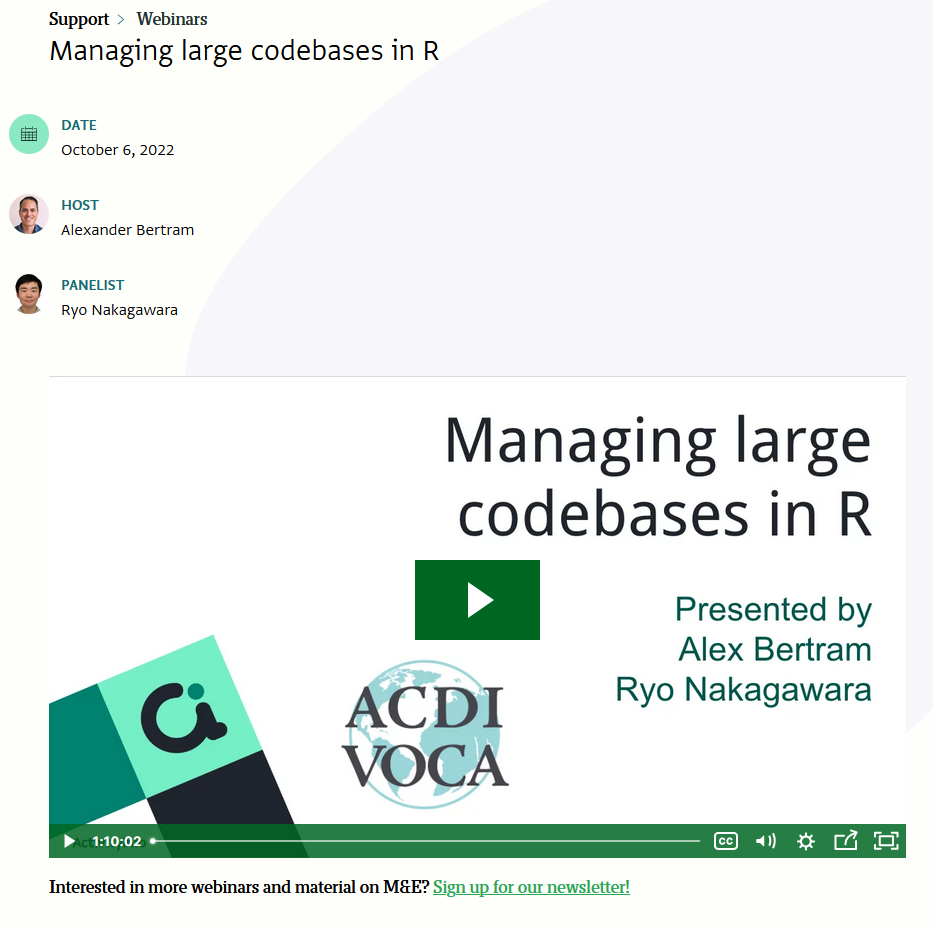 Support > Webinars
Managing large codebases in R
DATE
October 6, 2022
HOST
Alexander Bertram
PANELIST
Ryo Nakagawara
Managing large
codebases in R
Presented by
Alex Bertram
Ryo Nakagawara
ACDI
VOCA
1:10:02
CC
Interested in more webinars and material on M&E? Sign up for our newsletter!